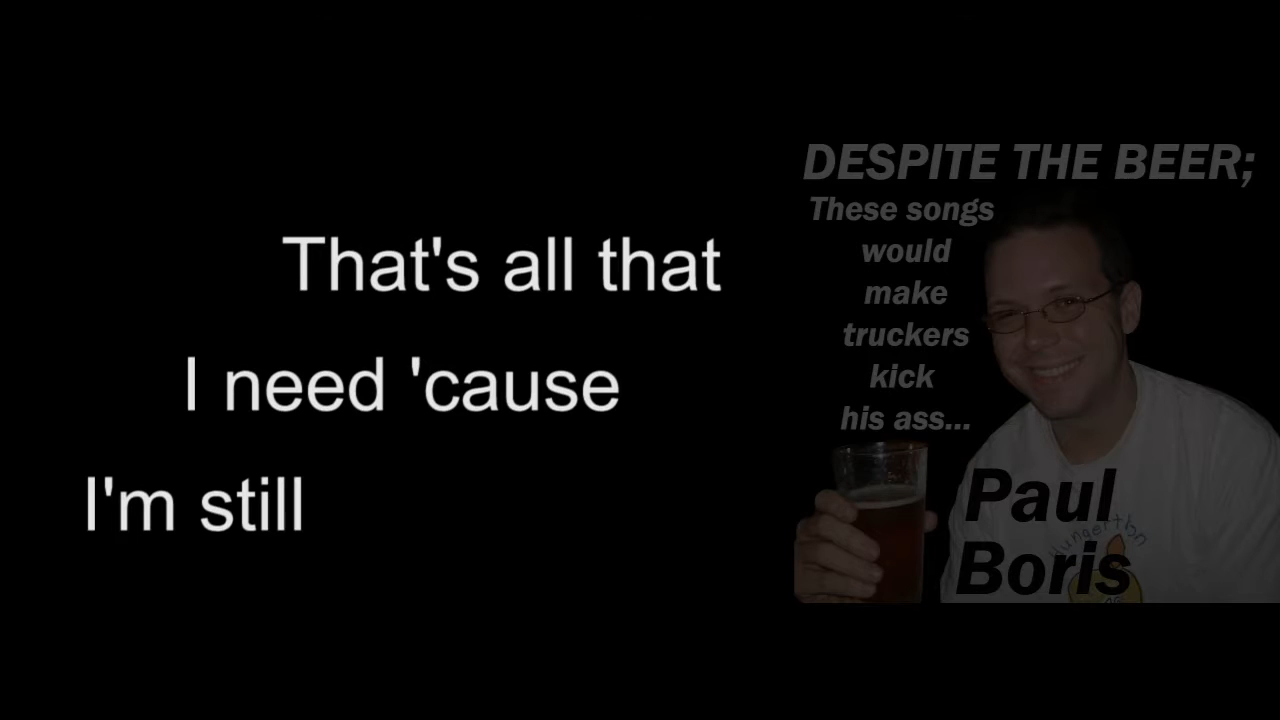 That's all that
I need 'cause
I'm still
DESPITE THE BEER;
These songs
would
make
truckers
kick
his ass...
Paul
Boris
Hungerthon